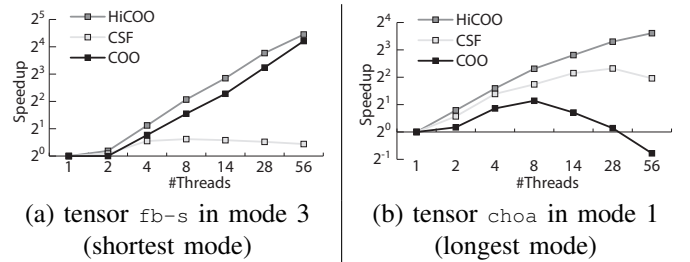 HiCOO
CSF
COO
Speedup
2^5
2^4
2^3
2^2
2^1
2^0
1 2 4 8 14 28 56
#Threads
(a) tensor fb-s in mode 3
(shortest mode)
HiCOO
CSF
COO
Speedup
2^4
2^3
2^2
2^1
2^0
2^-1
1 2 4 8 14 28 56
#Threads
(b) tensor choa in mode 1
(longest mode)